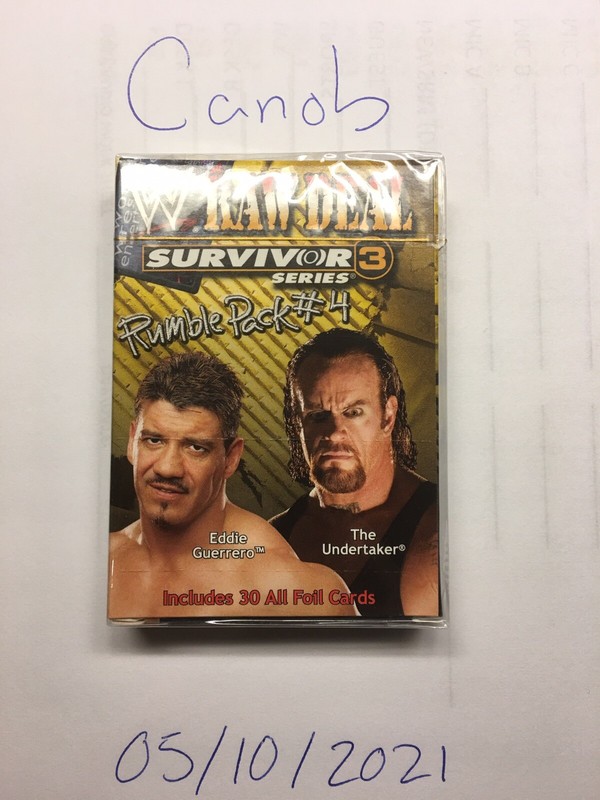 Canob
W RAW DEAL
SURVIVOR 3
SERIES®
Rumble Pack #4
Eddie
Guerrero™
The
Undertaker®
Includes 30 All Foil Cards
05/10/2021